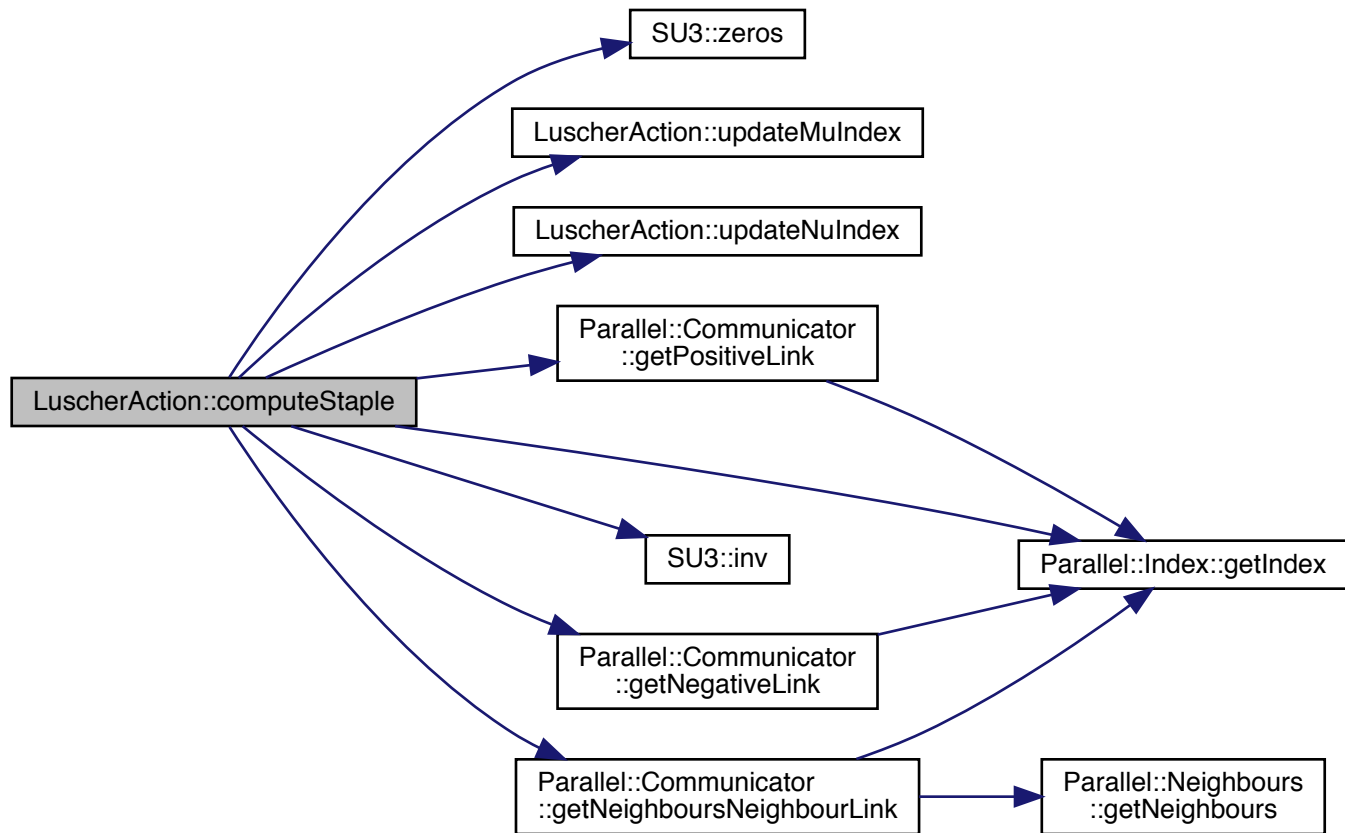 SU3::zeros
LuscherAction::updateMuIndex
LuscherAction::updateNuIndex
Parallel::Communicator
::getPositiveLink
LuscherAction::computeStaple
SU3::inv
Parallel::Index::getIndex
Parallel::Communicator
::getNegativeLink
Parallel::Communicator
::getNeighboursNeighbourLink
Parallel::Neighbours
::getNeighbours